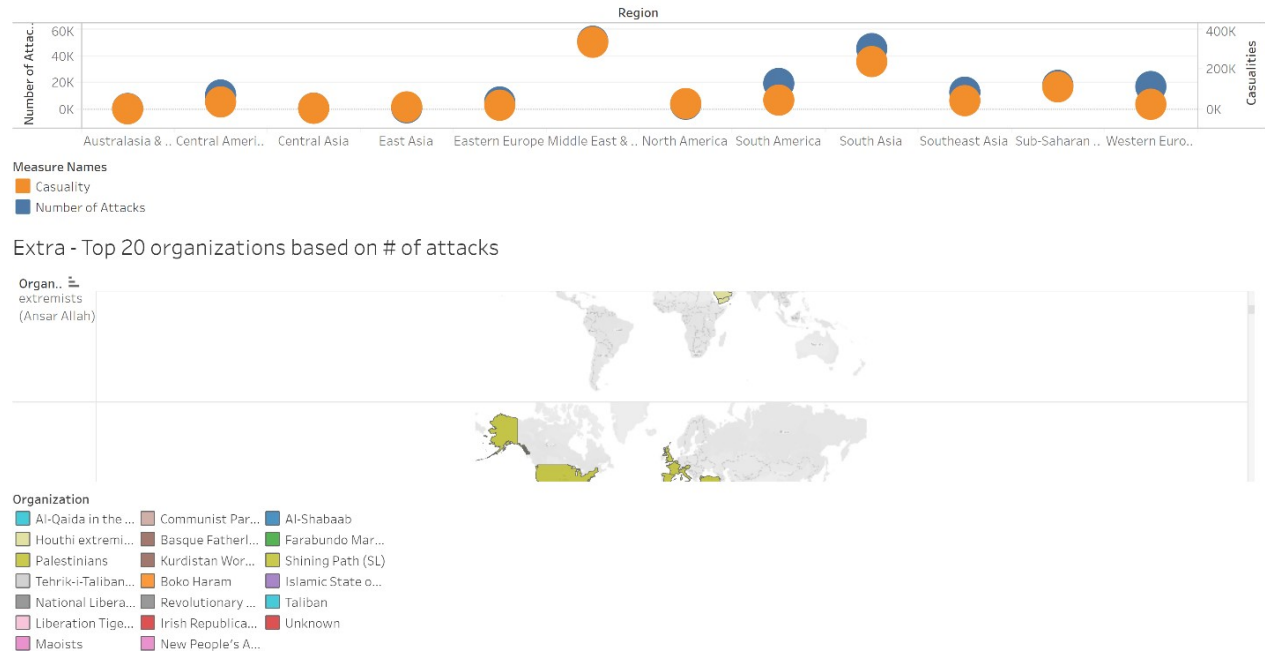 Region
Number of Attac..
60K
40K
20K
0K
400K
200K
0K
Casualities
Australasia & .. Central Ameri.. Central Asia East Asia Eastern Europe Middle East & .. North America South America South Asia Southeast Asia Sub-Saharan .. Western Euro..
Measure Names
Casuality
Number of Attacks
Extra - Top 20 organizations based on # of attacks
Organ..
extremists
(Ansar Allah)
Organization
Al-Qaida in the ... Communist Par... Al-Shabaab
Houthi extremi... Basque Fatherl... Farabundo Mar...
Palestinians Kurdistan Wor... Shining Path (SL)
Tehrik-i-Taliban... Boko Haram Islamic State o...
National Libera... Revolutionary ... Taliban
Liberation Tige... Irish Republica... Unknown
Maoists New People's A...